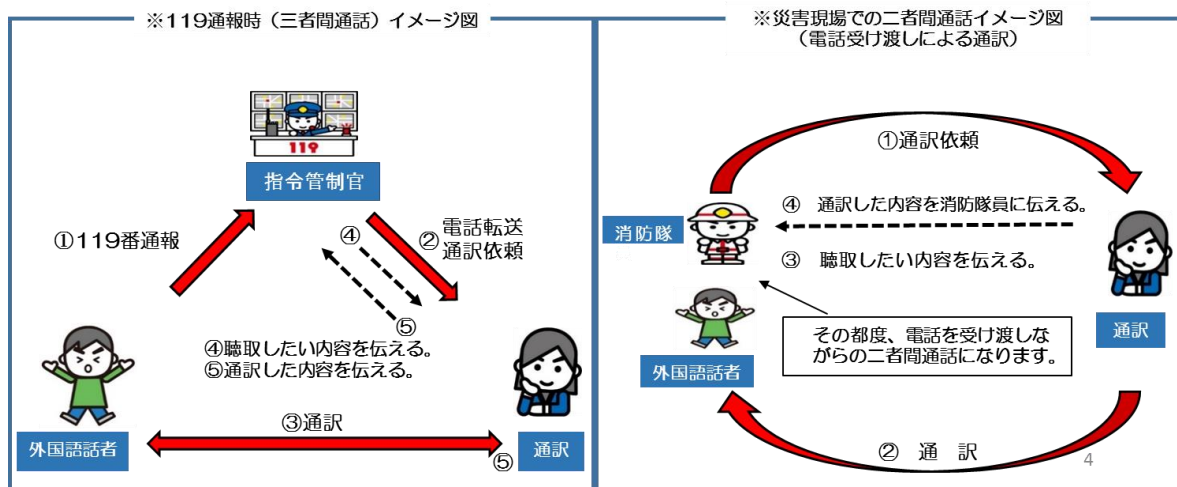 ※119通報時（三者間通話）イメージ図
119
指令管制官
①119番通報
②電話転送
通訳依頼
④
⑤
④聴取したい内容を伝える。
⑤通訳した内容を伝える。
③通訳
外国語話者
⑤
通訳
※災害現場での二者間通話イメージ図
（電話受け渡しによる通訳）
①通訳依頼
④　通訳した内容を消防隊員に伝える。
消防隊
③　聴取したい内容を伝える。
その都度、電話を受け渡しな
がらの二者間通話になります。
通訳
外国語話者
②　通　訳
4